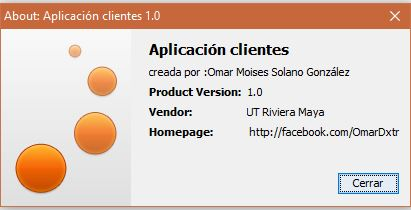 About: Aplicación clientes 1.0
Aplicación clientes
creada por :Omar Moises Solano González
Product Version: 1.0
Vendor: UT Riviera Maya
Homepage: http://facebook.com/OmarDxtr
Cerrar